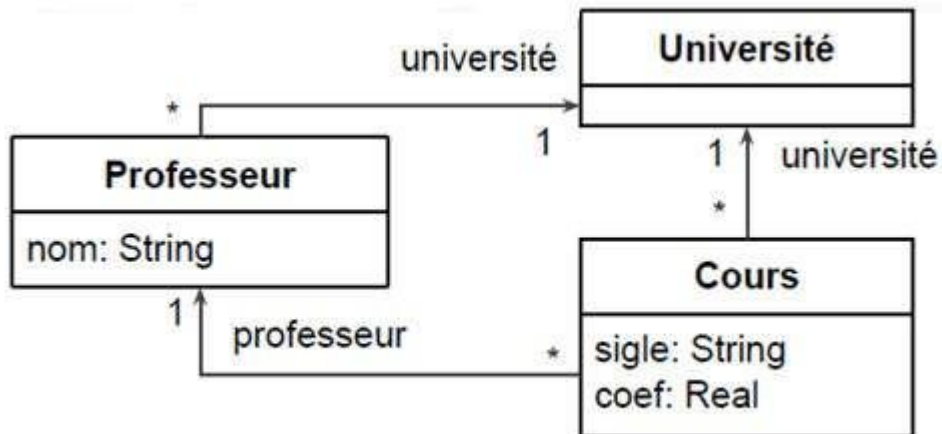 université
Université
*
1
1
université
Professeur
*
nom: String
Cours
1
professeur
*
sigle: String
coef: Real